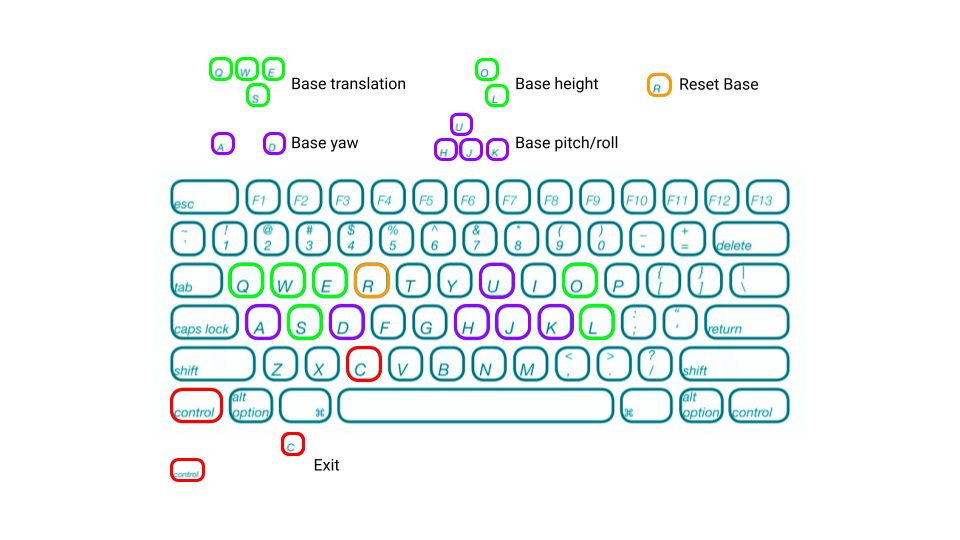 Q W E O
S Base translation L Base height R Reset Base
U
A D Base yaw H J K Base pitch/roll
esc F1 F2 F3 F4 F5 F6 F7 F8 F9 F10 F11 F12 F13
~ ! @ # $ % ^ & * ( ) _ +
` 1 2 3 4 5 6 7 8 9 0 - = delete
tab Q W E R T Y U I O P { [ } ] | \
caps lock A S D F G H J K L : ; " ' return
shift Z X C V B N M < , > . ? / shift
control alt option ⌘ ⌘ alt option control
C
control Exit